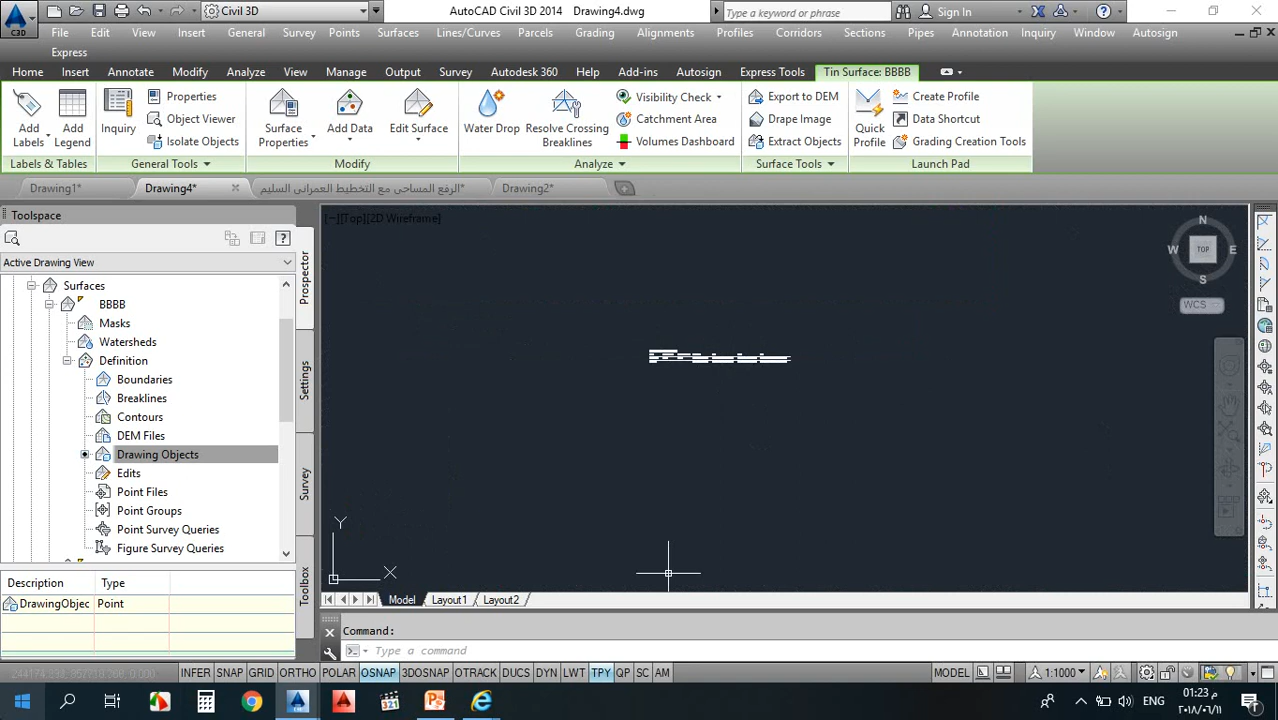 Civil 3D
AutoCAD Civil 3D 2014 Drawing4.dwg
Type a keyword or phrase
Sign In
C3D
File Edit View Insert General Survey Points Surfaces Lines/Curves Parcels Grading Alignments Profiles Corridors Sections Pipes Annotation Inquiry Window Autosign
Express
Home Insert Annotate Modify Analyze View Manage Output Survey Autodesk 360 Help Add-ins Autosign Express Tools Tin Surface: BBBB
Add Labels
Add Legend
Inquiry
Properties
Object Viewer
Isolate Objects
Surface Properties
Add Data
Edit Surface
Water Drop
Resolve Crossing Breaklines
Visibility Check
Catchment Area
Volumes Dashboard
Export to DEM
Drape Image
Extract Objects
Quick Profile
Create Profile
Data Shortcut
Grading Creation Tools
Labels & Tables General Tools Modify Analyze Surface Tools Launch Pad
Drawing1* Drawing4* الرفع المساحى مع التخطيط العمرانى السليم* Drawing2*
Toolspace
[−][Top][2D Wireframe]
Active Drawing View
Surfaces
BBBB
Masks
Watersheds
Definition
Boundaries
Breaklines
Contours
DEM Files
Drawing Objects
Edits
Point Files
Point Groups
Point Survey Queries
Figure Survey Queries
Prospector
Settings
Survey
Toolbox
N
W TOP E
S
WCS
Y
X
Description Type
DrawingObjec Point
Model Layout1 Layout2
Command:
Type a command
INFER SNAP GRID ORTHO POLAR OSNAP 3DOSNAP OTRACK DUCS DYN LWT TPY QP SC AM
MODEL 1:1000
ENG
01:23 م
٢٠١٨/٠٦/١١